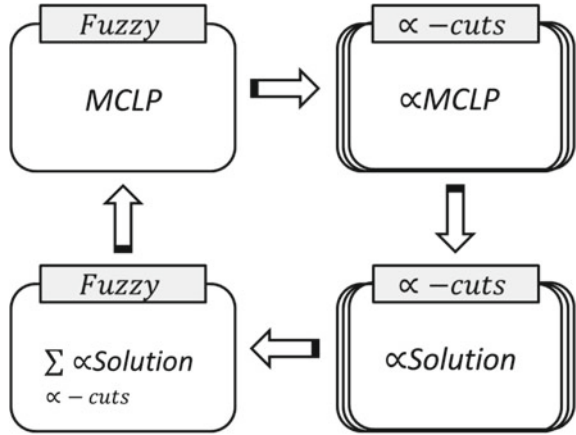 Fuzzy
MCLP
∝ −cuts
∝MCLP
Fuzzy
∑ ∝Solution
∝ − cuts
∝ −cuts
∝Solution